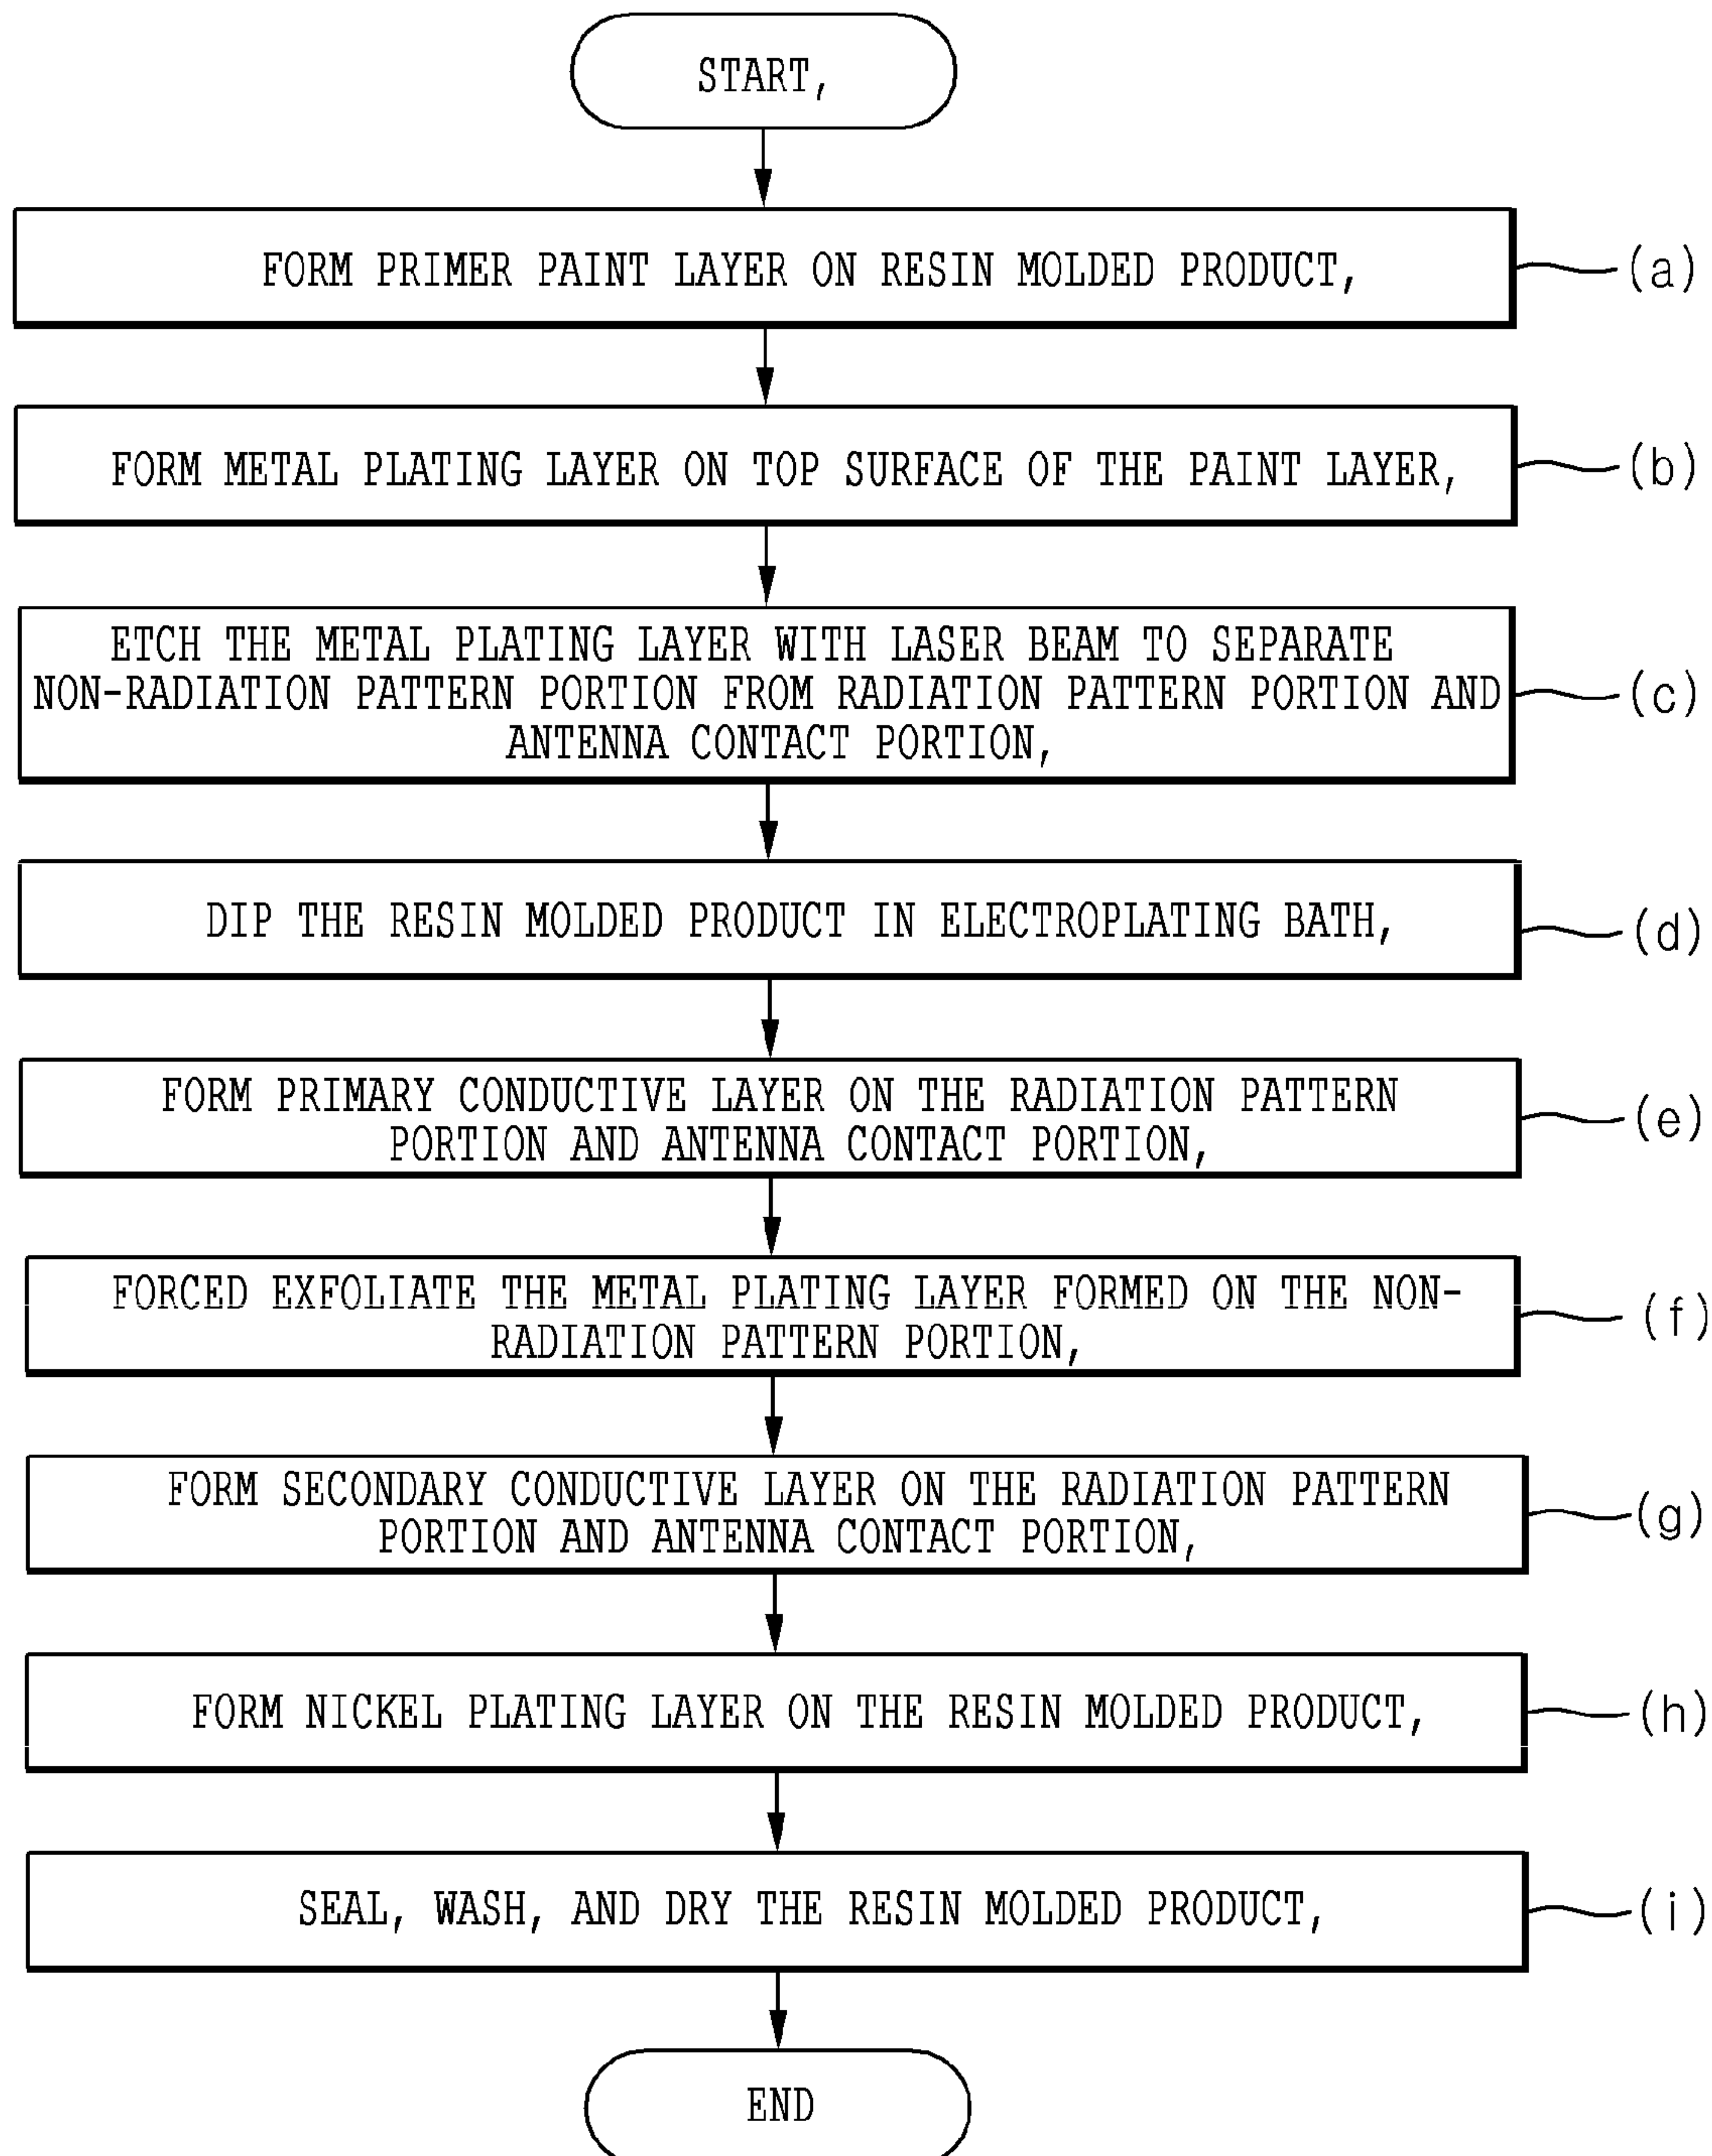 START,
FORM PRIMER PAINT LAYER ON RESIN MOLDED PRODUCT,
(a)
FORM METAL PLATING LAYER ON TOP SURFACE OF THE PAINT LAYER,
(b)
ETCH THE METAL PLATING LAYER WITH LASER BEAM TO SEPARATE
NON-RADIATION PATTERN PORTION FROM RADIATION PATTERN PORTION AND
ANTENNA CONTACT PORTION,
(c)
DIP THE RESIN MOLDED PRODUCT IN ELECTROPLATING BATH,
(d)
FORM PRIMARY CONDUCTIVE LAYER ON THE RADIATION PATTERN
PORTION AND ANTENNA CONTACT PORTION,
(e)
FORCED EXFOLIATE THE METAL PLATING LAYER FORMED ON THE NON-
RADIATION PATTERN PORTION,
(f)
FORM SECONDARY CONDUCTIVE LAYER ON THE RADIATION PATTERN
PORTION AND ANTENNA CONTACT PORTION,
(g)
FORM NICKEL PLATING LAYER ON THE RESIN MOLDED PRODUCT,
(h)
SEAL, WASH, AND DRY THE RESIN MOLDED PRODUCT,
(i)
END